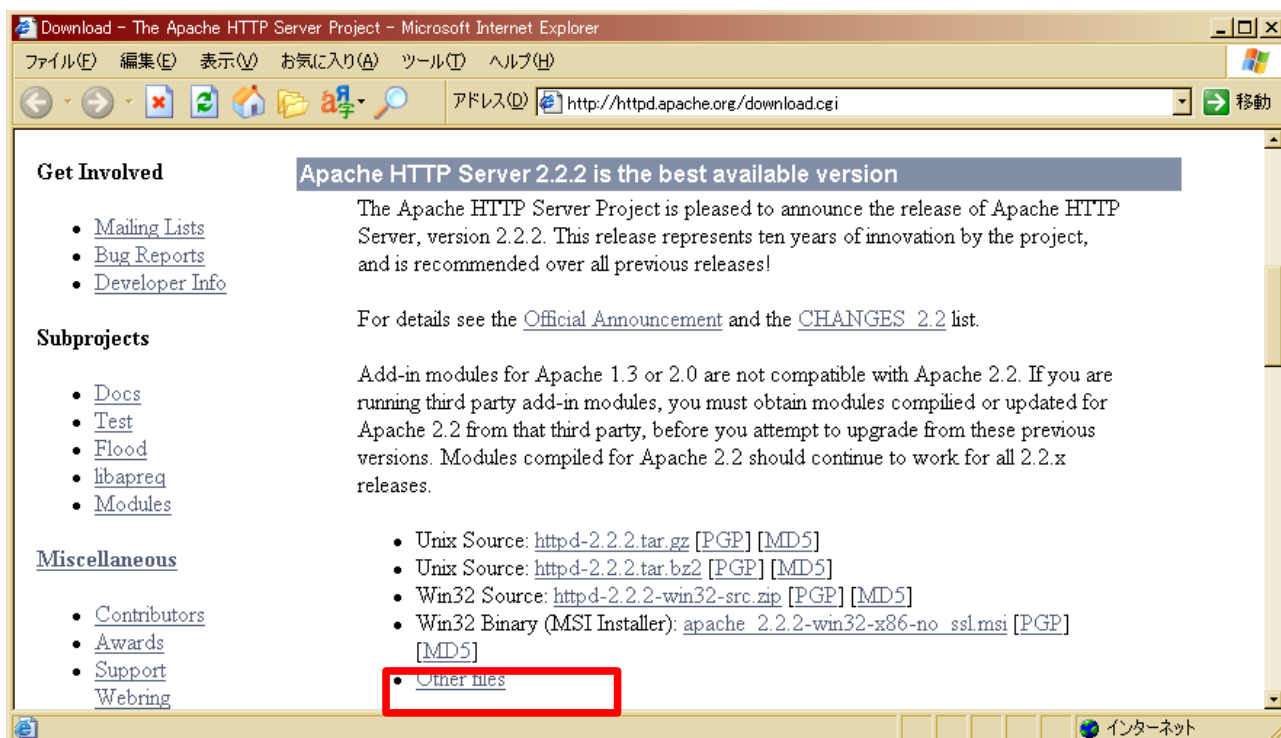 Download - The Apache HTTP Server Project - Microsoft Internet Explorer
ファイル(F) 編集(E) 表示(V) お気に入り(A) ツール(T) ヘルプ(H)
アドレス(D) http://httpd.apache.org/download.cgi 移動
Get Involved
Mailing Lists
Bug Reports
Developer Info
Subprojects
Docs
Test
Flood
libapreq
Modules
Miscellaneous
Contributors
Awards
Support
Webring
Apache HTTP Server 2.2.2 is the best available version
The Apache HTTP Server Project is pleased to announce the release of Apache HTTP
Server, version 2.2.2. This release represents ten years of innovation by the project,
and is recommended over all previous releases!
For details see the Official Announcement and the CHANGES_2.2 list.
Add-in modules for Apache 1.3 or 2.0 are not compatible with Apache 2.2. If you are
running third party add-in modules, you must obtain modules compilied or updated for
Apache 2.2 from that third party, before you attempt to upgrade from these previous
versions. Modules compiled for Apache 2.2 should continue to work for all 2.2.x
releases.
Unix Source: httpd-2.2.2.tar.gz [PGP] [MD5]
Unix Source: httpd-2.2.2.tar.bz2 [PGP] [MD5]
Win32 Source: httpd-2.2.2-win32-src.zip [PGP] [MD5]
Win32 Binary (MSI Installer): apache_2.2.2-win32-x86-no_ssl.msi [PGP]
[MD5]
Other files
インターネット